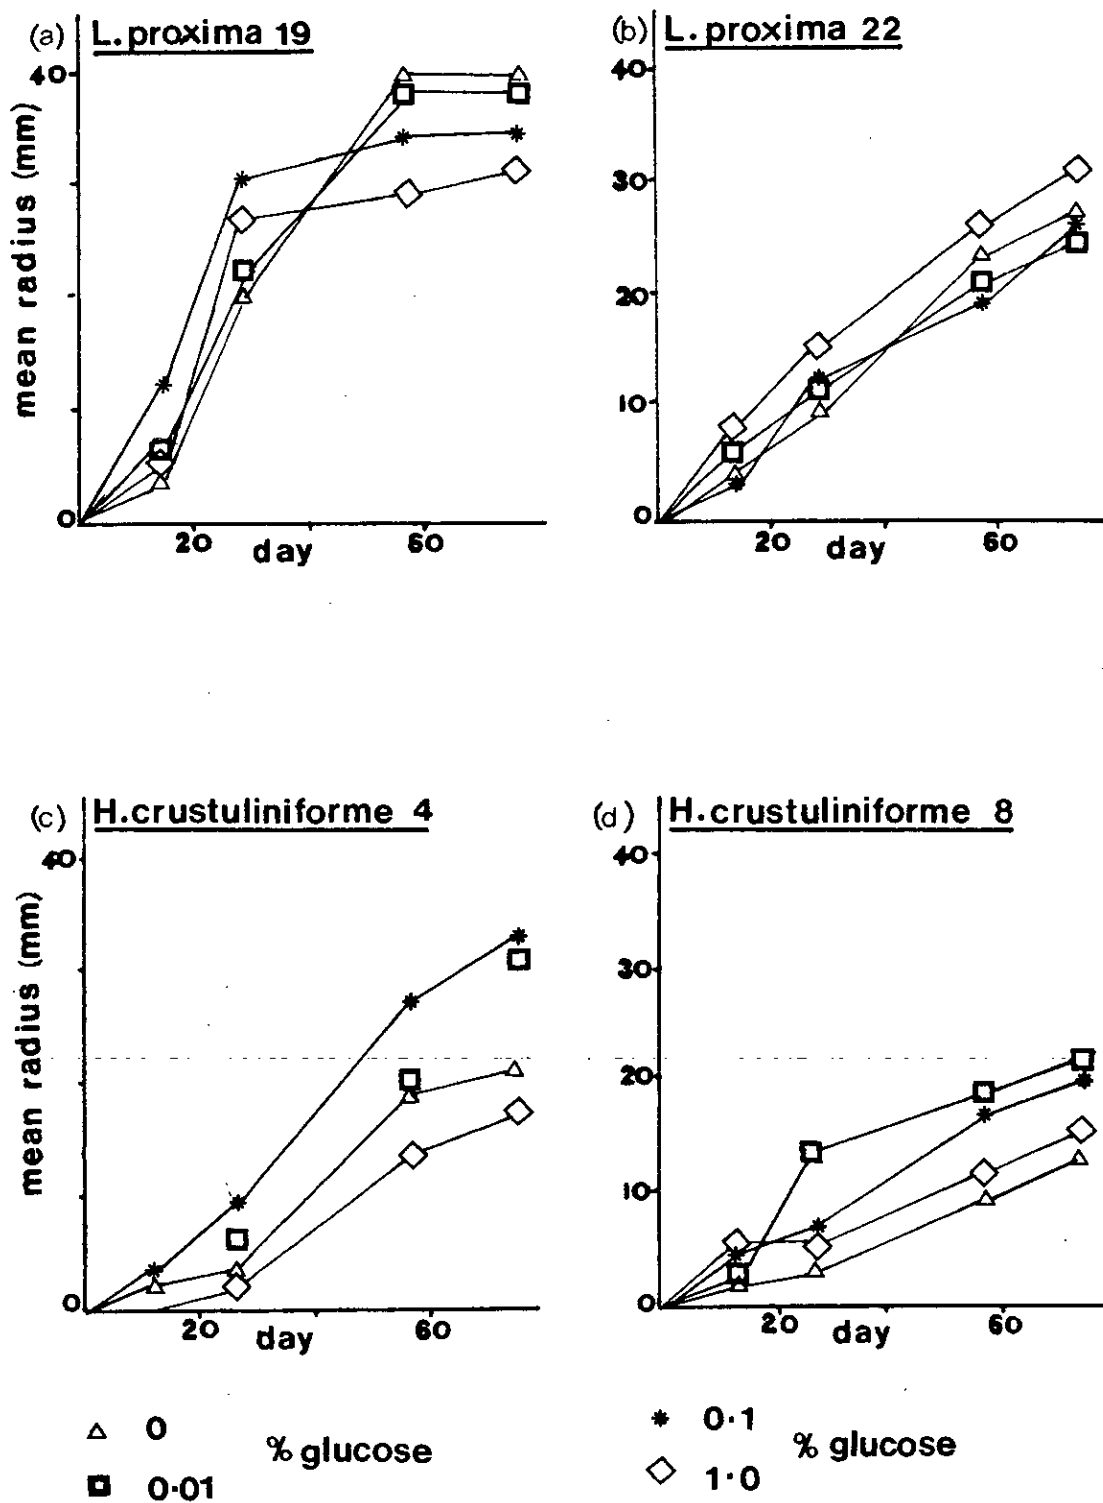 (a) L. proxima 19
40
mean radius (mm)
0
20 60
day
(b) L. proxima 22
40
30
20
10
0
20 60
day
(c) H. crustuliniforme 4
40
mean radius (mm)
0
20 60
day
(d) H. crustuliniforme 8
40
30
20
10
0
20 60
day
0
0·01
% glucose
0·1
1·0
% glucose